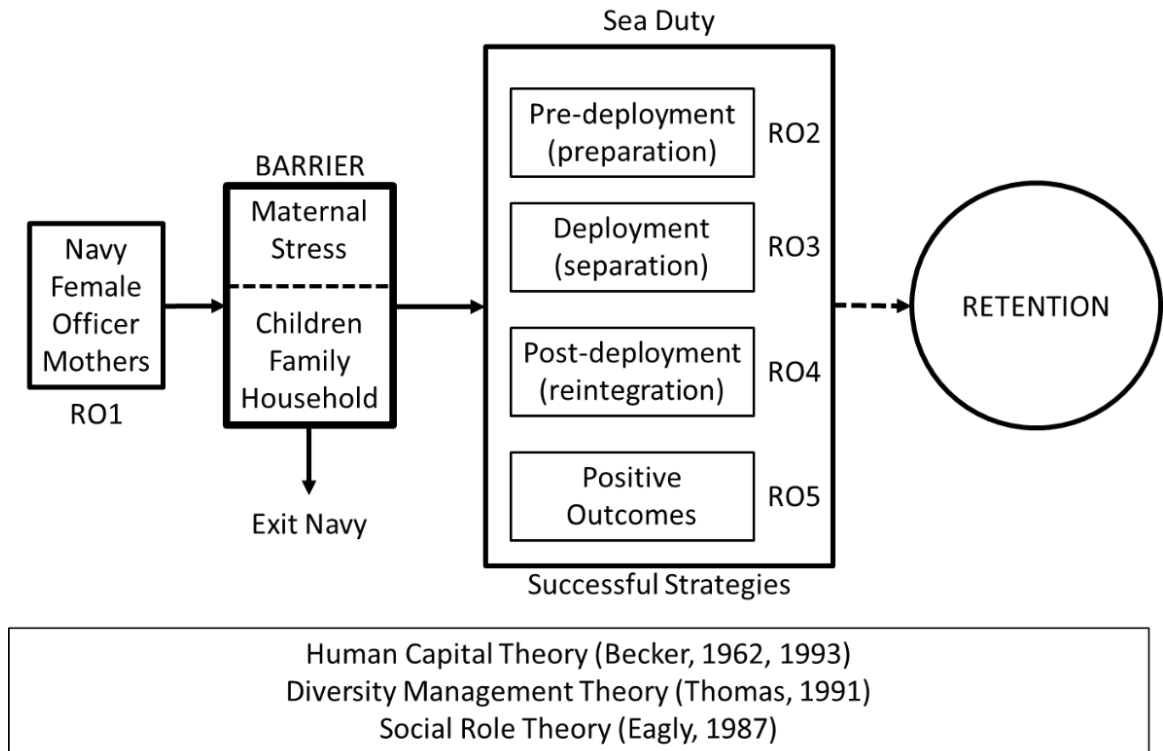 Sea Duty
Pre-deployment
(preparation)
RO2
BARRIER
Maternal
Stress
Navy
Female
Officer
Mothers
RO1
Deployment
(separation)
RO3
Children
Family
Household
RETENTION
Post-deployment
(reintegration)
RO4
Exit Navy
Positive
Outcomes
RO5
Successful Strategies
Human Capital Theory (Becker, 1962, 1993)
Diversity Management Theory (Thomas, 1991)
Social Role Theory (Eagly, 1987)